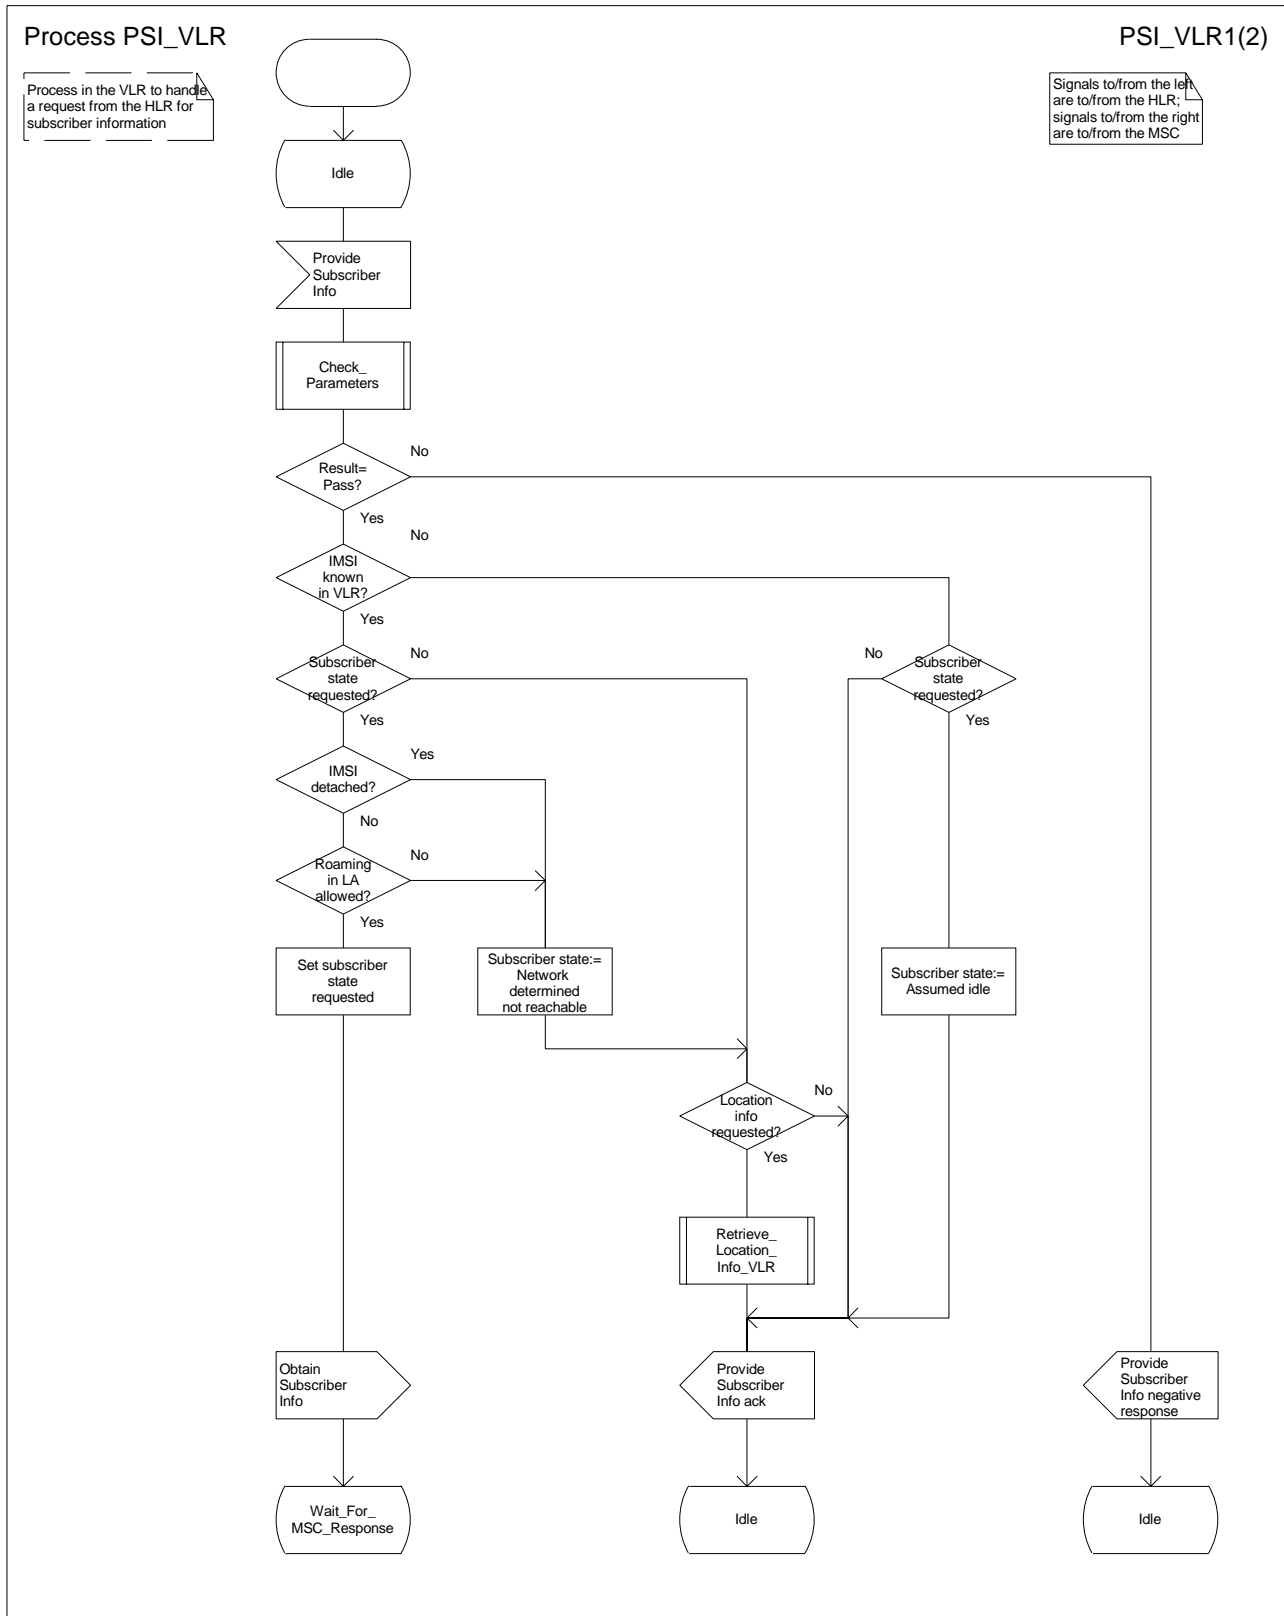 Process PSI_VLR
PSI_VLR1(2)
Process in the VLR to handle
a request from the HLR for
subscriber information
Signals to/from the left
are to/from the HLR;
signals to/from the right
are to/from the MSC
Idle
Provide
Subscriber
Info
Check_
Parameters
Result=
Pass?
No
Yes
IMSI
known
in VLR?
No
Yes
Subscriber
state
requested?
No
Yes
No
Subscriber
state
requested?
Yes
IMSI
detached?
Yes
No
Roaming
in LA
allowed?
No
Yes
Set subscriber
state
requested
Subscriber state:=
Network
determined
not reachable
Subscriber state:=
Assumed idle
Location
info
requested?
No
Yes
Retrieve_
Location_
Info_VLR
Obtain
Subscriber
Info
Provide
Subscriber
Info ack
Provide
Subscriber
Info negative
response
Wait_For_
MSC_Response
Idle
Idle